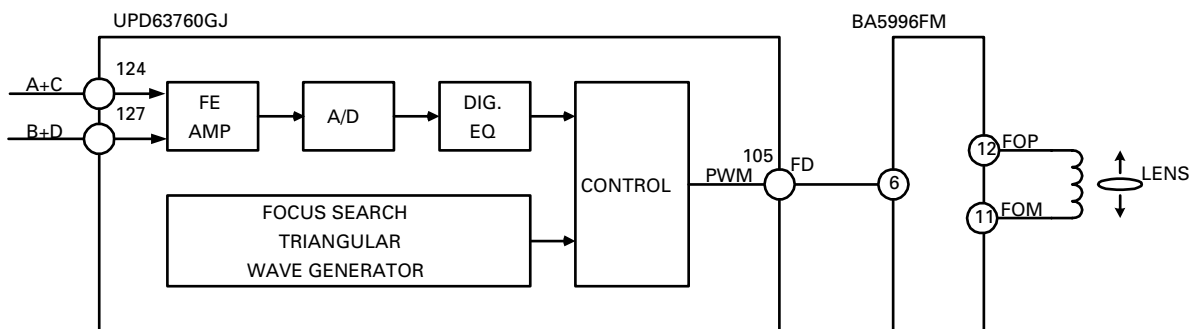 UPD63760GJ
BA5996FM
A+C
124
B+D
127
FE
AMP
A/D
DIG.
EQ
CONTROL
FOCUS SEARCH
TRIANGULAR
WAVE GENERATOR
PWM
105
FD
6
12
FOP
11
FOM
LENS